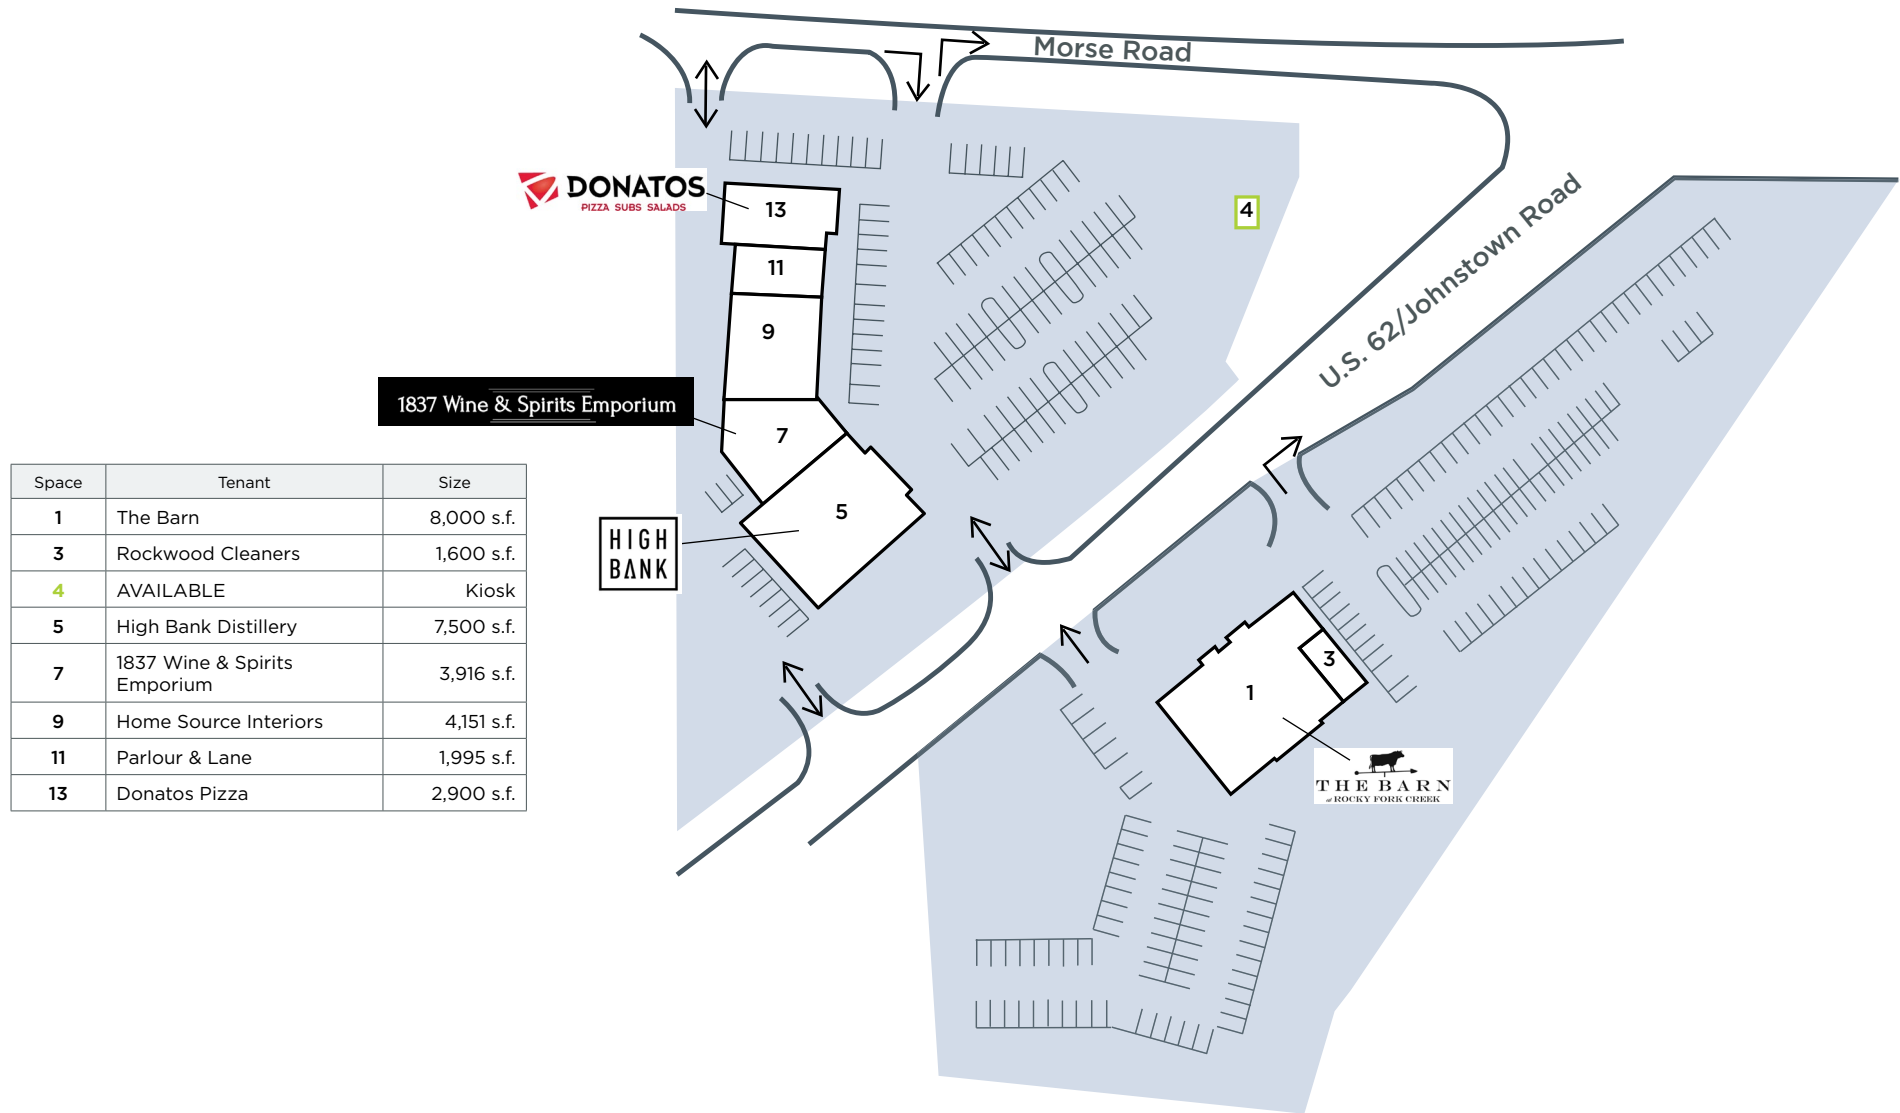 Morse Road
U.S. 62/Johnstown Road
DONATOS
PIZZA SUBS SALADS
13
4
11
9
1837 Wine & Spirits Emporium
7
5
HIGH
BANK
3
1
THE BARN
at ROCKY FORK CREEK
Space Tenant Size
1 The Barn 8,000 s.f.
3 Rockwood Cleaners 1,600 s.f.
4 AVAILABLE Kiosk
5 High Bank Distillery 7,500 s.f.
7 1837 Wine & Spirits
Emporium 3,916 s.f.
9 Home Source Interiors 4,151 s.f.
11 Parlour & Lane 1,995 s.f.
13 Donatos Pizza 2,900 s.f.